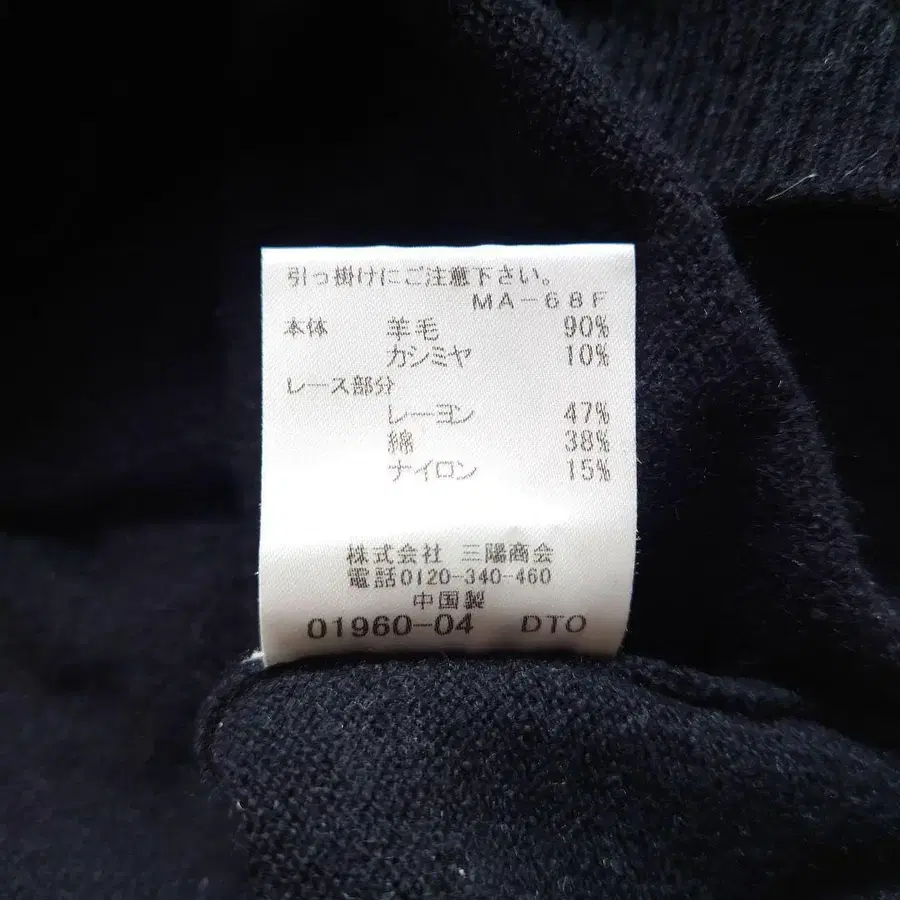 引っ掛けにご注意下さい。
MA-68F
本体 羊毛 90%
カシミヤ 10%
レース部分
レーヨン 47%
綿 38%
ナイロン 15%
株式会社 三陽商会
電話0120-340-460
中国製
01960-04 DTO